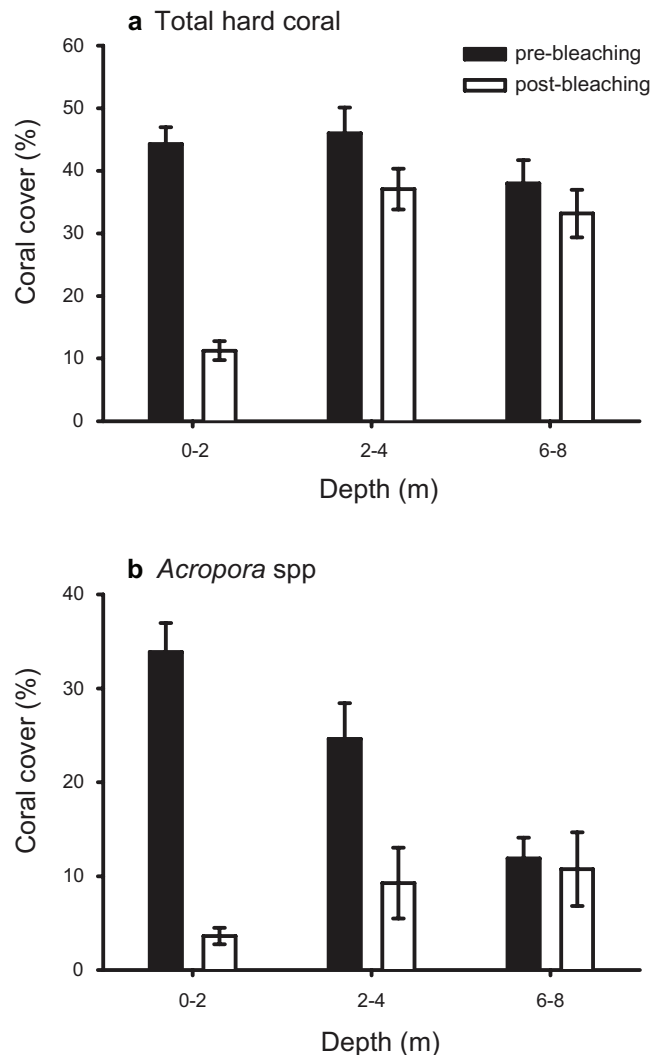 a Total hard coral
pre-bleaching
post-bleaching
Coral cover (%)
60
50
40
30
20
10
0
0-2
2-4
6-8
Depth (m)
b Acropora spp
Coral cover (%)
40
30
20
10
0
0-2
2-4
6-8
Depth (m)